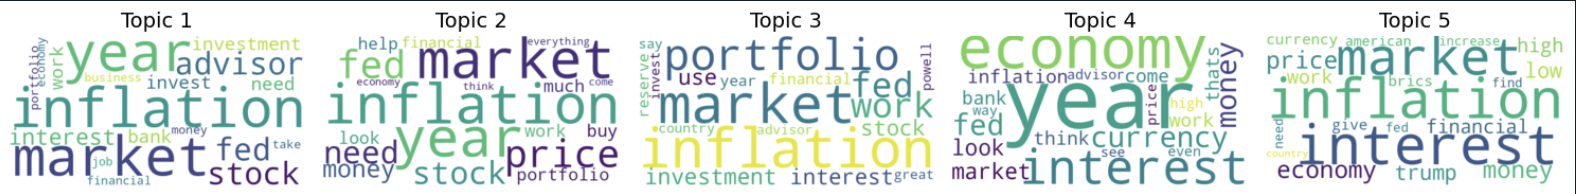 Topic 1
portfolio economy work year investment
advisor
business invest need
inflation
interest bank money
market job fed take
financial stock
Topic 2
help financial everything
fed market
economy think much come
inflation
look year work buy
need price
money stock portfolio
Topic 3
say portfolio powell
reserve invest use year financial fed
market work
country advisor stock
inflation
investment interest great
Topic 4
economy
inflation advisor come thats money
bank year price high
way work
fed think currency
look see even
market interest
Topic 5
currency american increase high
price market low
work brics find
inflation
need give fed financial
country interest
economy trump money